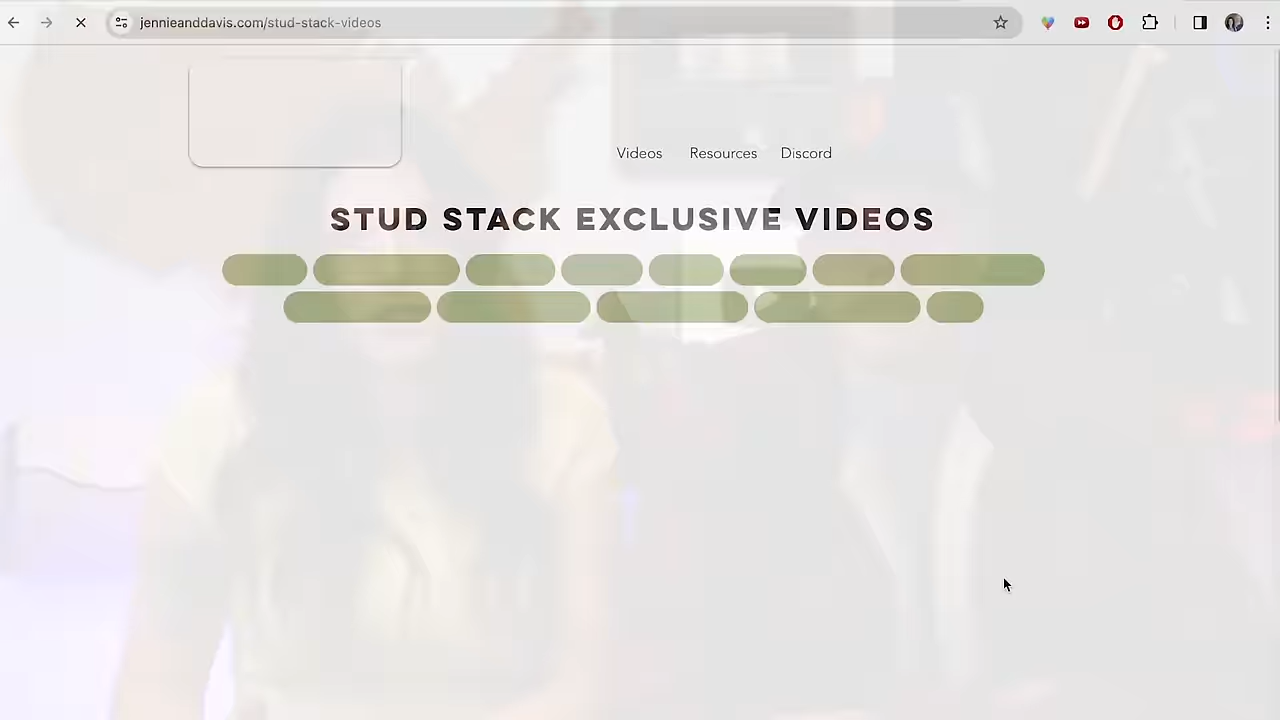 jennieanddavis.com/stud-stack-videos
Videos Resources Discord
STUD STACK EXCLUSIVE VIDEOS